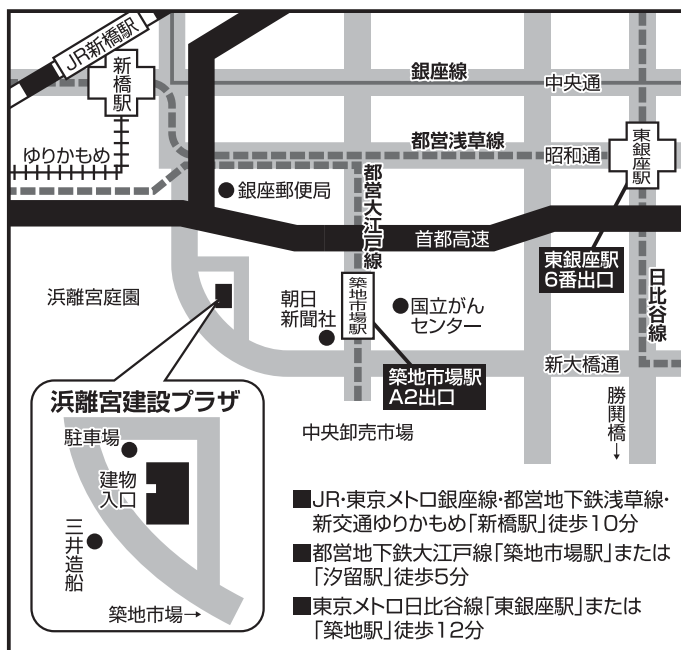 JR新橋駅
新橋駅
銀座線
中央通
ゆりかもめ
都営浅草線
昭和通
東銀座駅
銀座郵便局
都営大江戸線
首都高速
東銀座駅
6番出口
浜離宮庭園
朝日
新聞社
築地市場駅
国立がん
センター
日比谷線
築地市場駅
A2出口
新大橋通
勝鬨橋→
中央卸売市場
浜離宮建設プラザ
駐車場
建物
入口
三井造船
築地市場→
■JR・東京メトロ銀座線・都営地下鉄浅草線・
新交通ゆりかもめ「新橋駅」徒歩10分
■都営地下鉄大江戸線「築地市場駅」または
「汐留駅」徒歩5分
■東京メトロ日比谷線「東銀座駅」または
「築地駅」徒歩12分